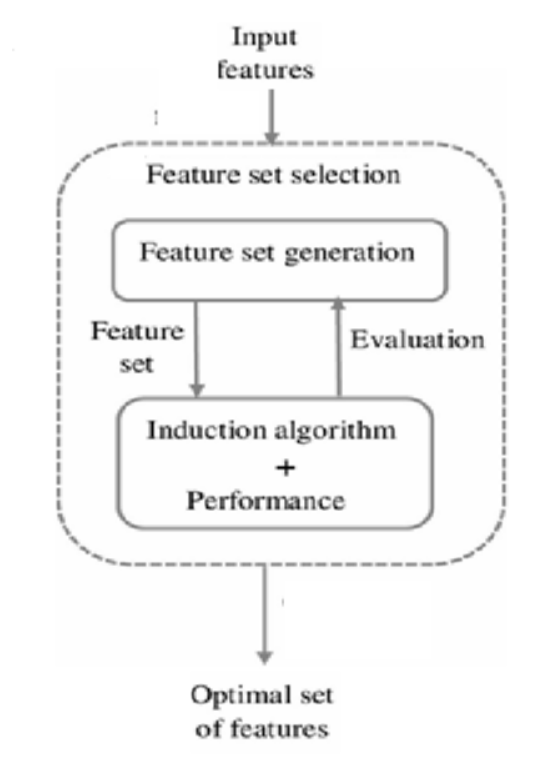 Input
features
Feature set selection
Feature set generation
Feature
set
Evaluation
Induction algorithm
+
Performance
Optimal set
of features